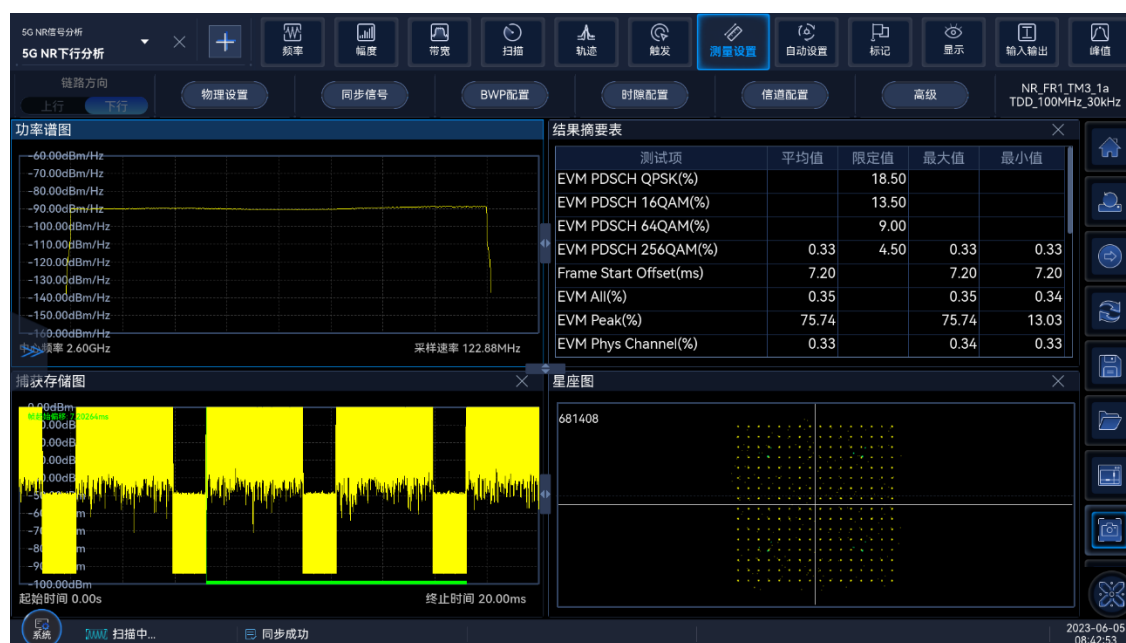 5G NR信号分析
5G NR下行分析
频率
幅度
带宽
扫描
轨迹
触发
测量设置
自动设置
标记
显示
输入输出
峰值
链路方向
上行
下行
物理设置
同步信号
BWP配置
时隙配置
信道配置
高级
NR_FR1_TM3_1a
TDD_100MHz_30kHz
功率谱图
-60.00dBm/Hz
-70.00dBm/Hz
-80.00dBm/Hz
-90.00dBm/Hz
-100.00dBm/Hz
-110.00dBm/Hz
-120.00dBm/Hz
-130.00dBm/Hz
-140.00dBm/Hz
-150.00dBm/Hz
-160.00dBm/Hz
中心频率 2.60GHz
采样速率 122.88MHz
结果摘要表
测试项 平均值 限定值 最大值 最小值
EVM PDSCH QPSK(%) 18.50
EVM PDSCH 16QAM(%) 13.50
EVM PDSCH 64QAM(%) 9.00
EVM PDSCH 256QAM(%) 0.33 4.50 0.33 0.33
Frame Start Offset(ms) 7.20 7.20 7.20
EVM All(%) 0.35 0.35 0.34
EVM Peak(%) 75.74 75.74 13.03
EVM Phys Channel(%) 0.33 0.34 0.33
捕获存储图
0.00dBm
帧起始偏移: 7.20264ms
-100.00dBm
起始时间 0.00s
终止时间 20.00ms
星座图
681408
系统
扫描中...
同步成功
2023-06-05
08:42:53